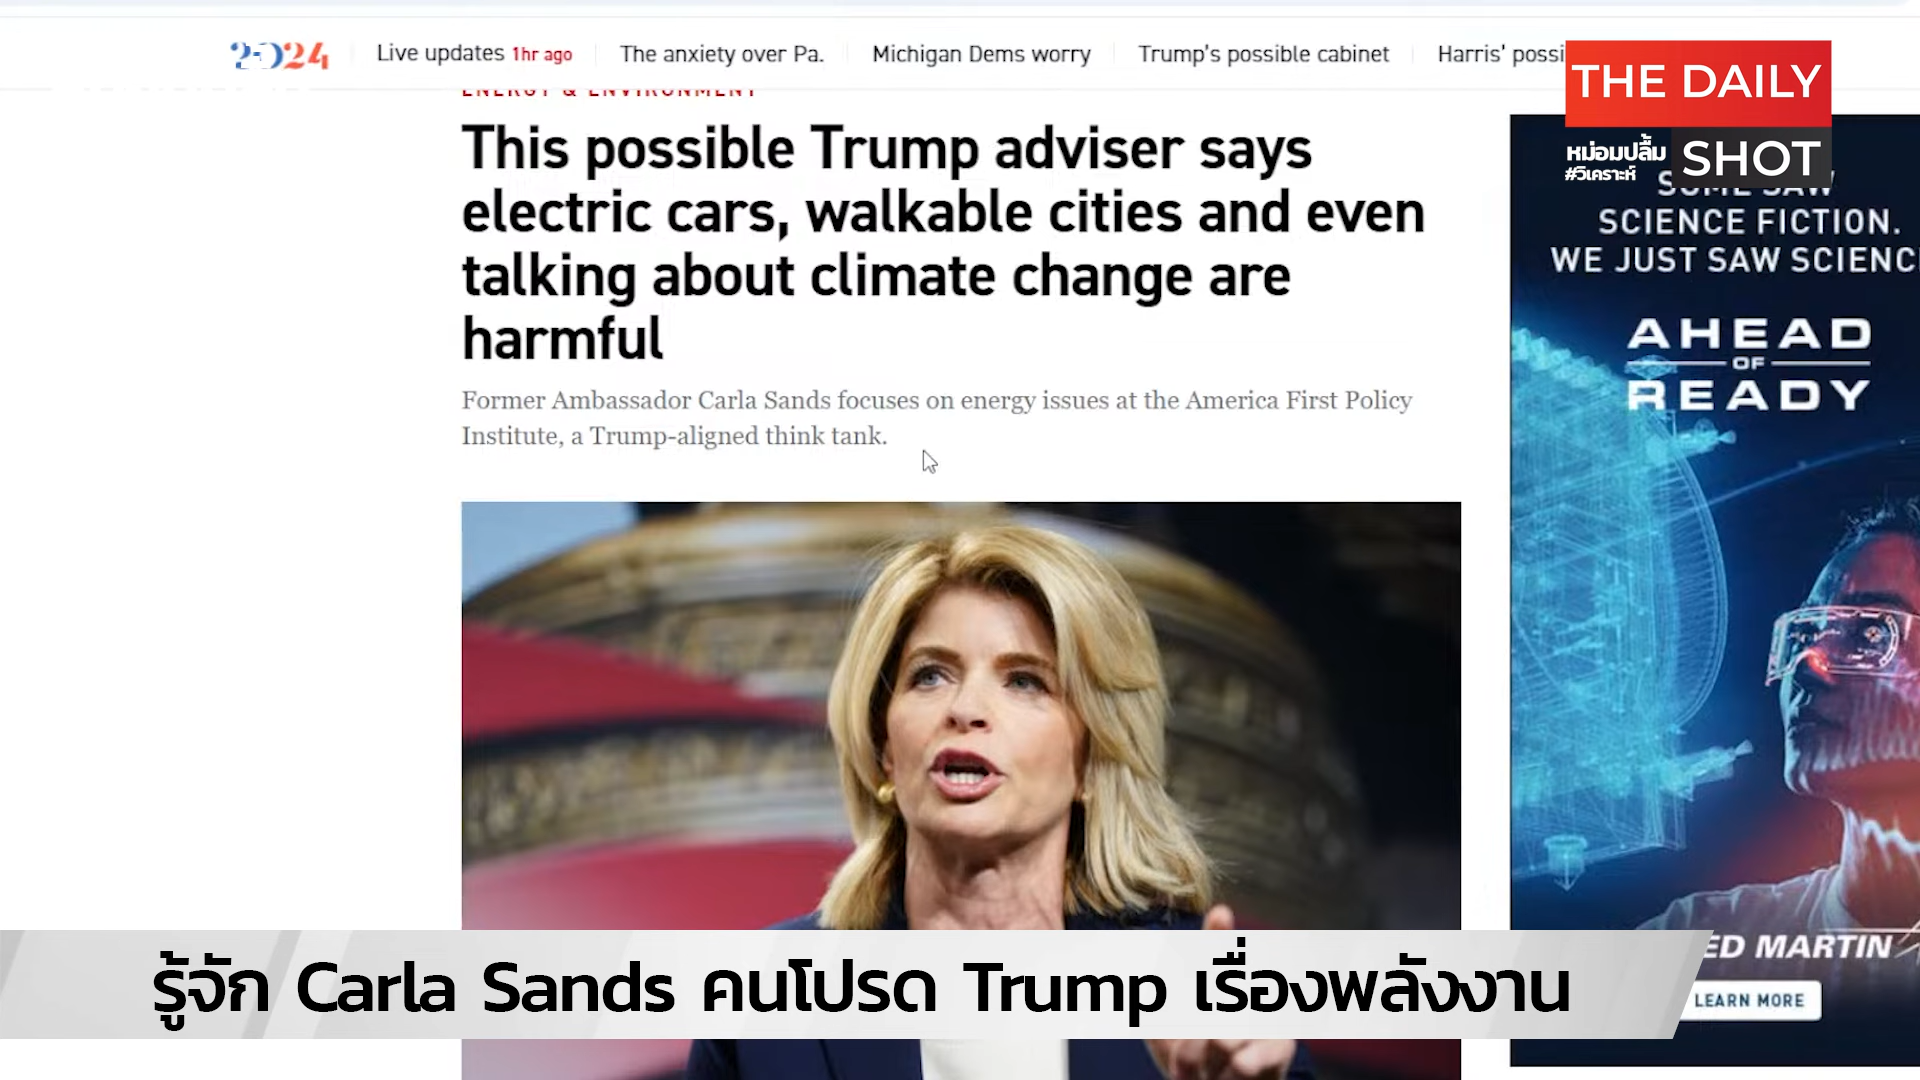 2024 Live updates 1hr ago The anxiety over Pa. Michigan Dems worry Trump's possible cabinet Harris' possi
THE DAILY
SHOT
หม่อมปลื้ม
#วิเคราะห์
ENERGY & ENVIRONMENT
This possible Trump adviser says
electric cars, walkable cities and even
talking about climate change are
harmful
Former Ambassador Carla Sands focuses on energy issues at the America First Policy
Institute, a Trump-aligned think tank.
SOME SAW
SCIENCE FICTION.
WE JUST SAW SCIENC
AHEAD
OF
READY
ED MARTIN
LEARN MORE
รู้จัก Carla Sands คนโปรด Trump เรื่องพลังงาน